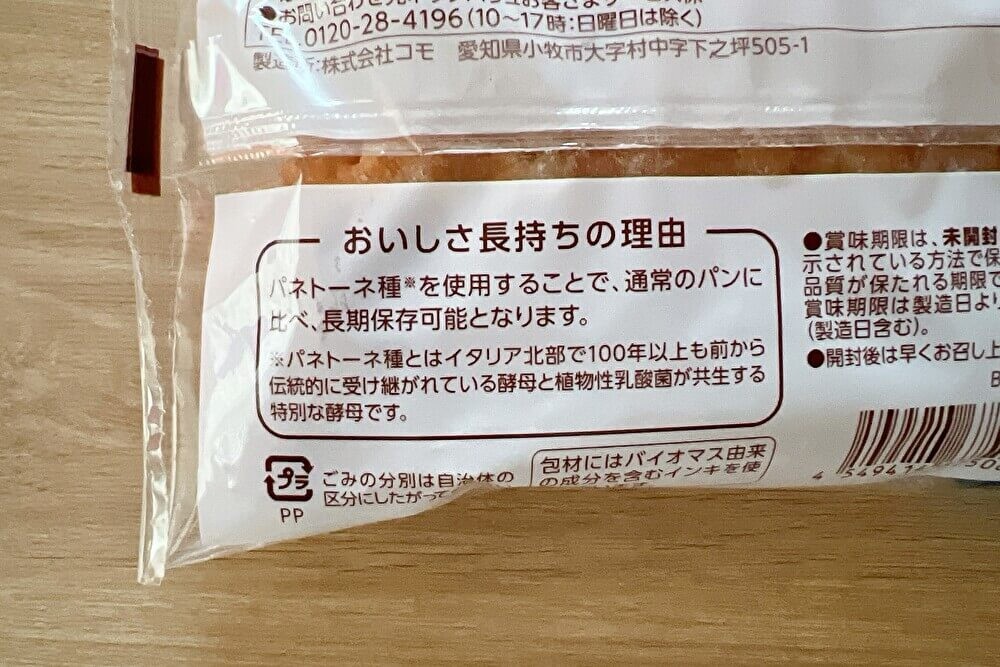 ●お問い合わせ先
0120-28-4196(10〜17時:日曜日は除く)
製造所:株式会社コモ 愛知県小牧市大字村中字下之坪505-1
おいしさ長持ちの理由
パネトーネ種※を使用することで、通常のパンに
比べ、長期保存可能となります。
※パネトーネ種とはイタリア北部で100年以上も前から
伝統的に受け継がれている酵母と植物性乳酸菌が共生する
特別な酵母です。
●賞味期限は、未開封
示されている方法で保
品質が保たれる期限で
賞味期限は製造日より
(製造日含む)。
●開封後は早くお召し上
プラ
PP
ごみの分別は自治体の
区分にしたがって
包材にはバイオマス由来
の成分を含むインキを使